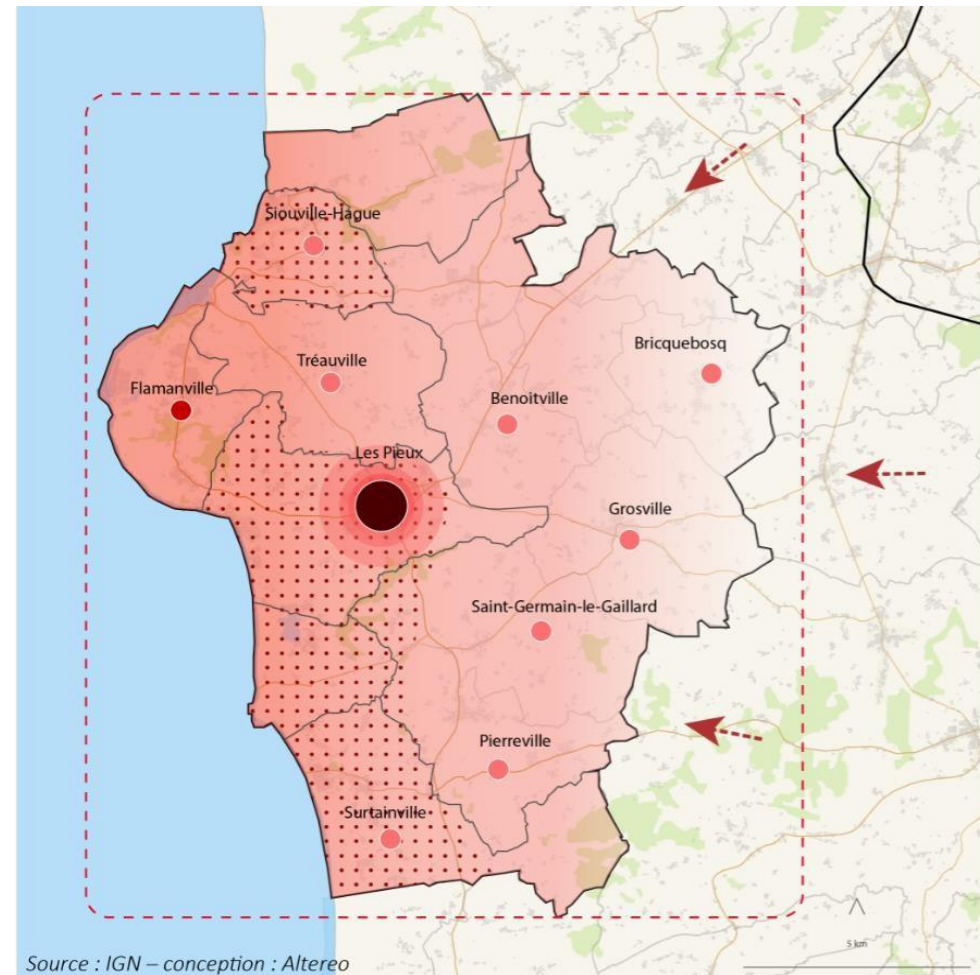 Siouville-Hague
Bricquebosq
Tréauville
Flamanville
Benoitville
Les Pieux
Grosville
Saint-Germain-le-Gaillard
Pierreville
Surtainville
5 km
Source : IGN – conception : Altereo